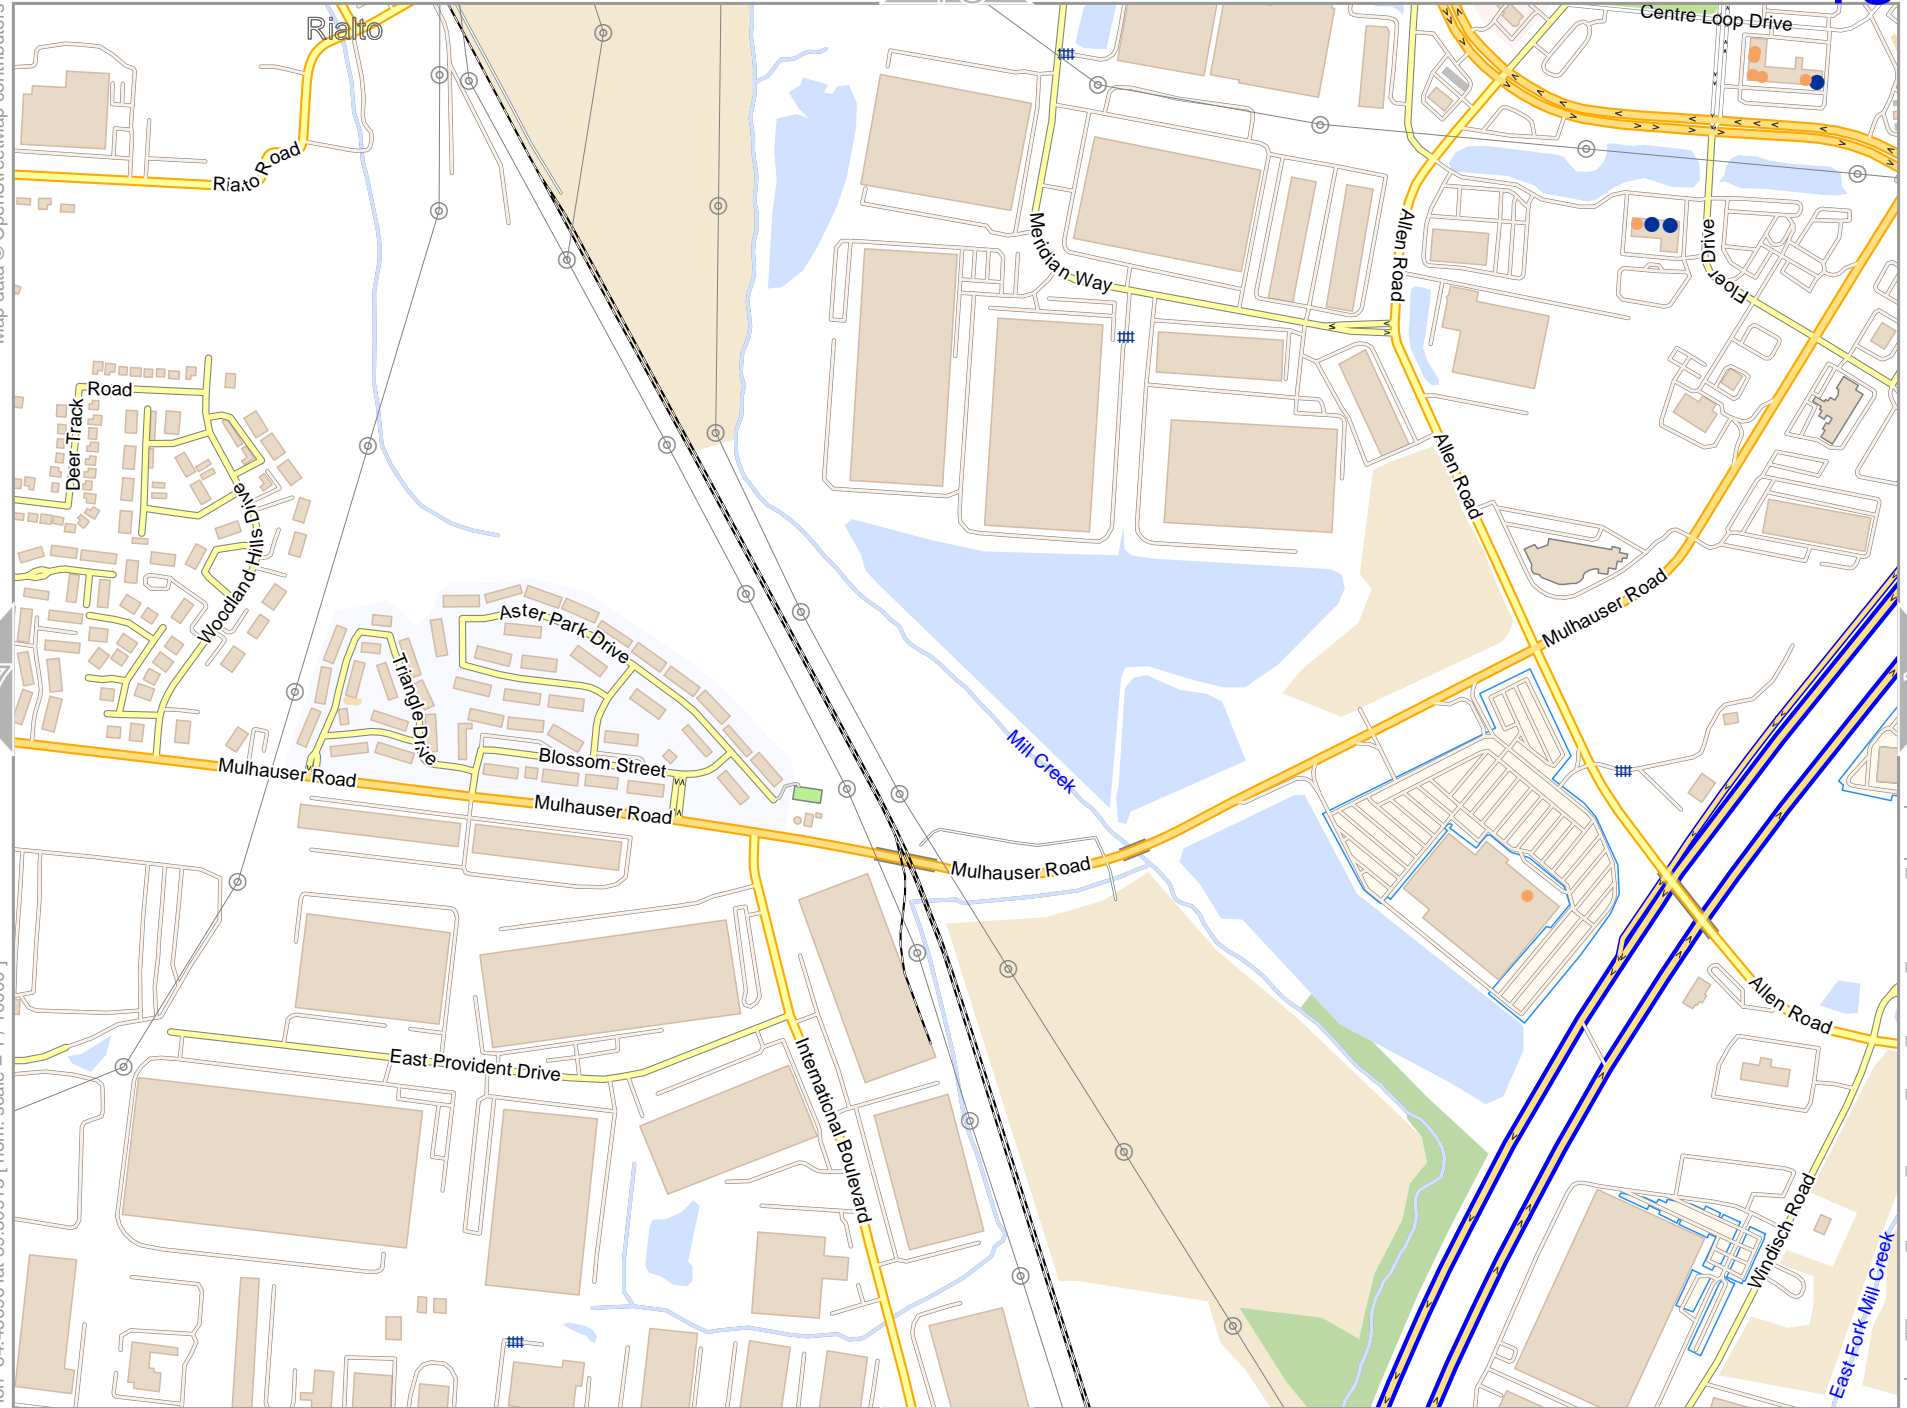 Rialto
Centre Loop Drive
Rialto Road
Allen Road
Meridian Way
Floer Drive
Road
Deer Track
Allen Road
Woodland Hills Drive
Aster Park Drive
Mulhauser Road
Triangle Drive
Mill Creek
Blossom Street
Mulhauser Road
Mulhauser Road
Mulhauser Road
Allen Road
East Provident Drive
International Boulevard
Windisch Road
East Fork Mill Creek